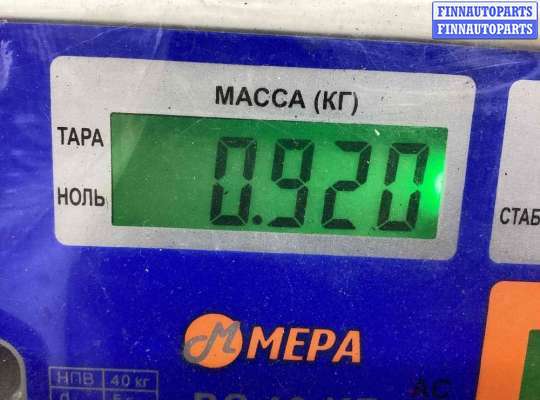 FINNAUTOPARTS
FINNAUTOPARTS
МАССА (КГ)
ТАРА
0.920
НОЛЬ
СТАБ
М МЕРА
НПВ 40 кг